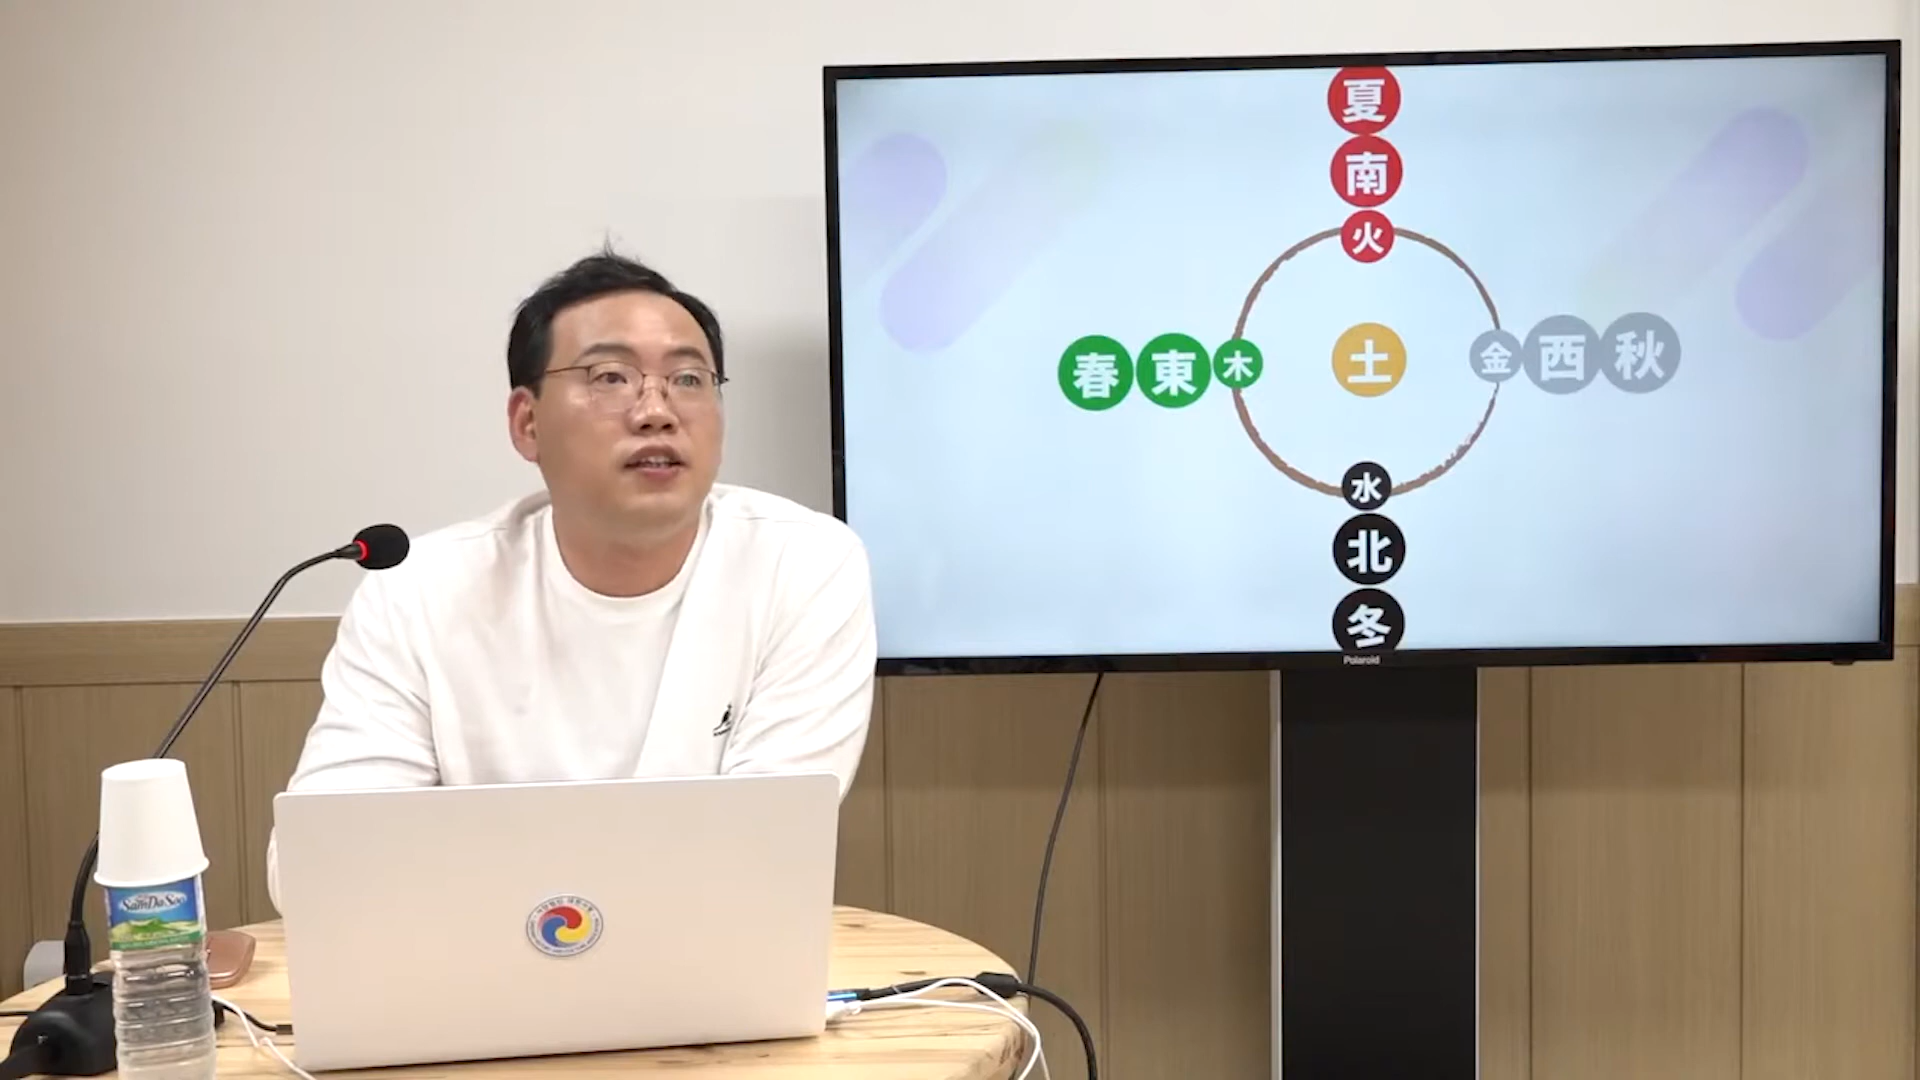 夏
南
火
春 東 木 土 金 西 秋
水
北
冬
Polaroid
SamDaSoo